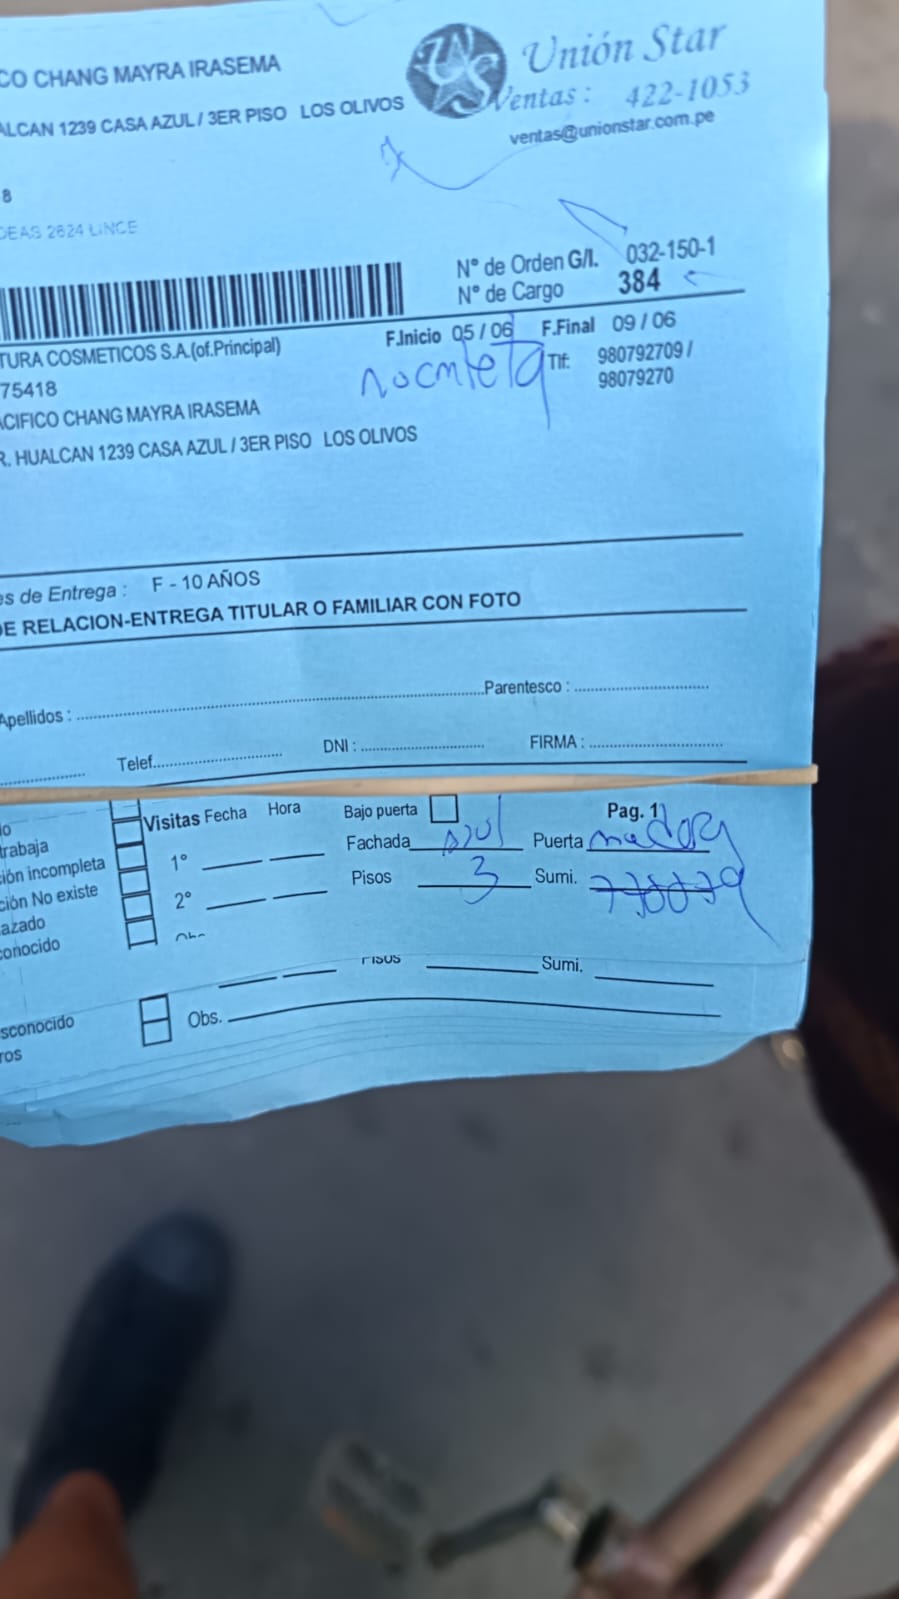 CO CHANG MAYRA IRASEMA
Unión Star
Ventas: 422-1053
ALCAN 1239 CASA AZUL / 3ER PISO LOS OLIVOS
ventas@unionstar.com.pe
8
DEAS 2624 LINCE
N° de Orden G/I. 032-150-1
N° de Cargo 384
TURA COSMETICOS S.A.(of.Principal)
F.Inicio 05 / 06 F.Final 09 / 06
75418
Tlf: 980792709 /
98079270
ACIFICO CHANG MAYRA IRASEMA
R. HUALCAN 1239 CASA AZUL / 3ER PISO LOS OLIVOS
es de Entrega : F - 10 AÑOS
DE RELACION-ENTREGA TITULAR O FAMILIAR CON FOTO
Apellidos : Parentesco :
Telef. DNI : FIRMA :
Visitas Fecha Hora Bajo puerta Pag. 1
trabaja
Fachada Azul Puerta
ción incompleta 1° Pisos 3 Sumi.
ción No existe 2°
azado
conocido
Pisos Sumi.
sconocido Obs.
ros